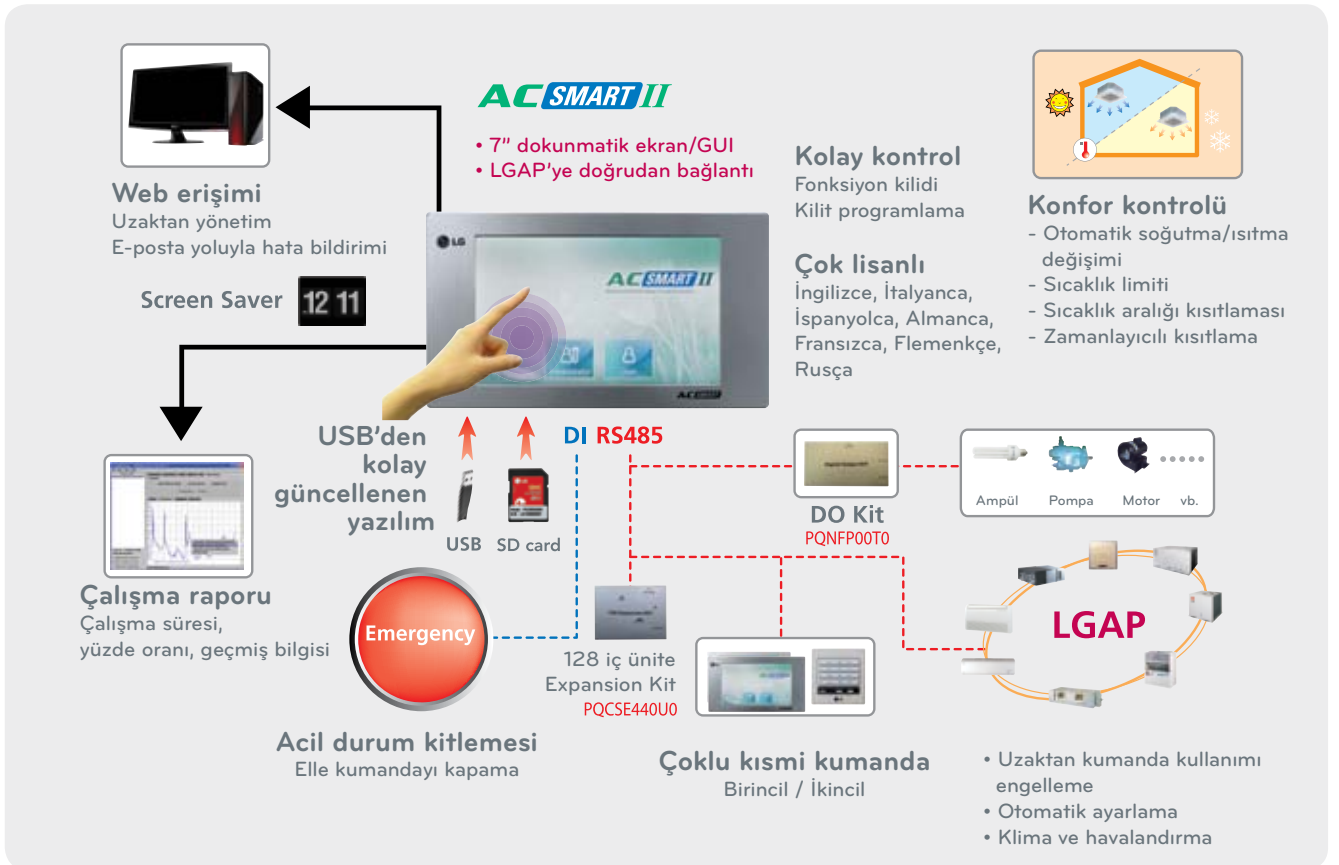 AC SMART II
• 7" dokunmatik ekran/GUI
• LGAP'ye doğrudan bağlantı
Web erişimi
Uzaktan yönetim
E-posta yoluyla hata bildirimi
Screen Saver
12 11
LG
AC SMART II
AC SMART
Kolay kontrol
Fonksiyon kilidi
Kilit programlama
Çok lisanlı
İngilizce, İtalyanca,
İspanyolca, Almanca,
Fransızca, Flemenkçe,
Rusça
Konfor kontrolü
- Otomatik soğutma/ısıtma
değişimi
- Sıcaklık limiti
- Sıcaklık aralığı kısıtlaması
- Zamanlayıcılı kısıtlama
USB'den
kolay
güncellenen
yazılım
USB
SD card
DI RS485
DO Kit
PQNFP00T0
Ampül
Pompa
Motor
vb.
Çalışma raporu
Çalışma süresi,
yüzde oranı, geçmiş bilgisi
Emergency
Acil durum kitlemesi
Elle kumandayı kapama
128 iç ünite
Expansion Kit
PQCSE440U0
Çoklu kısmi kumanda
Birincil / İkincil
LGAP
• Uzaktan kumanda kullanımı
engelleme
• Otomatik ayarlama
• Klima ve havalandırma